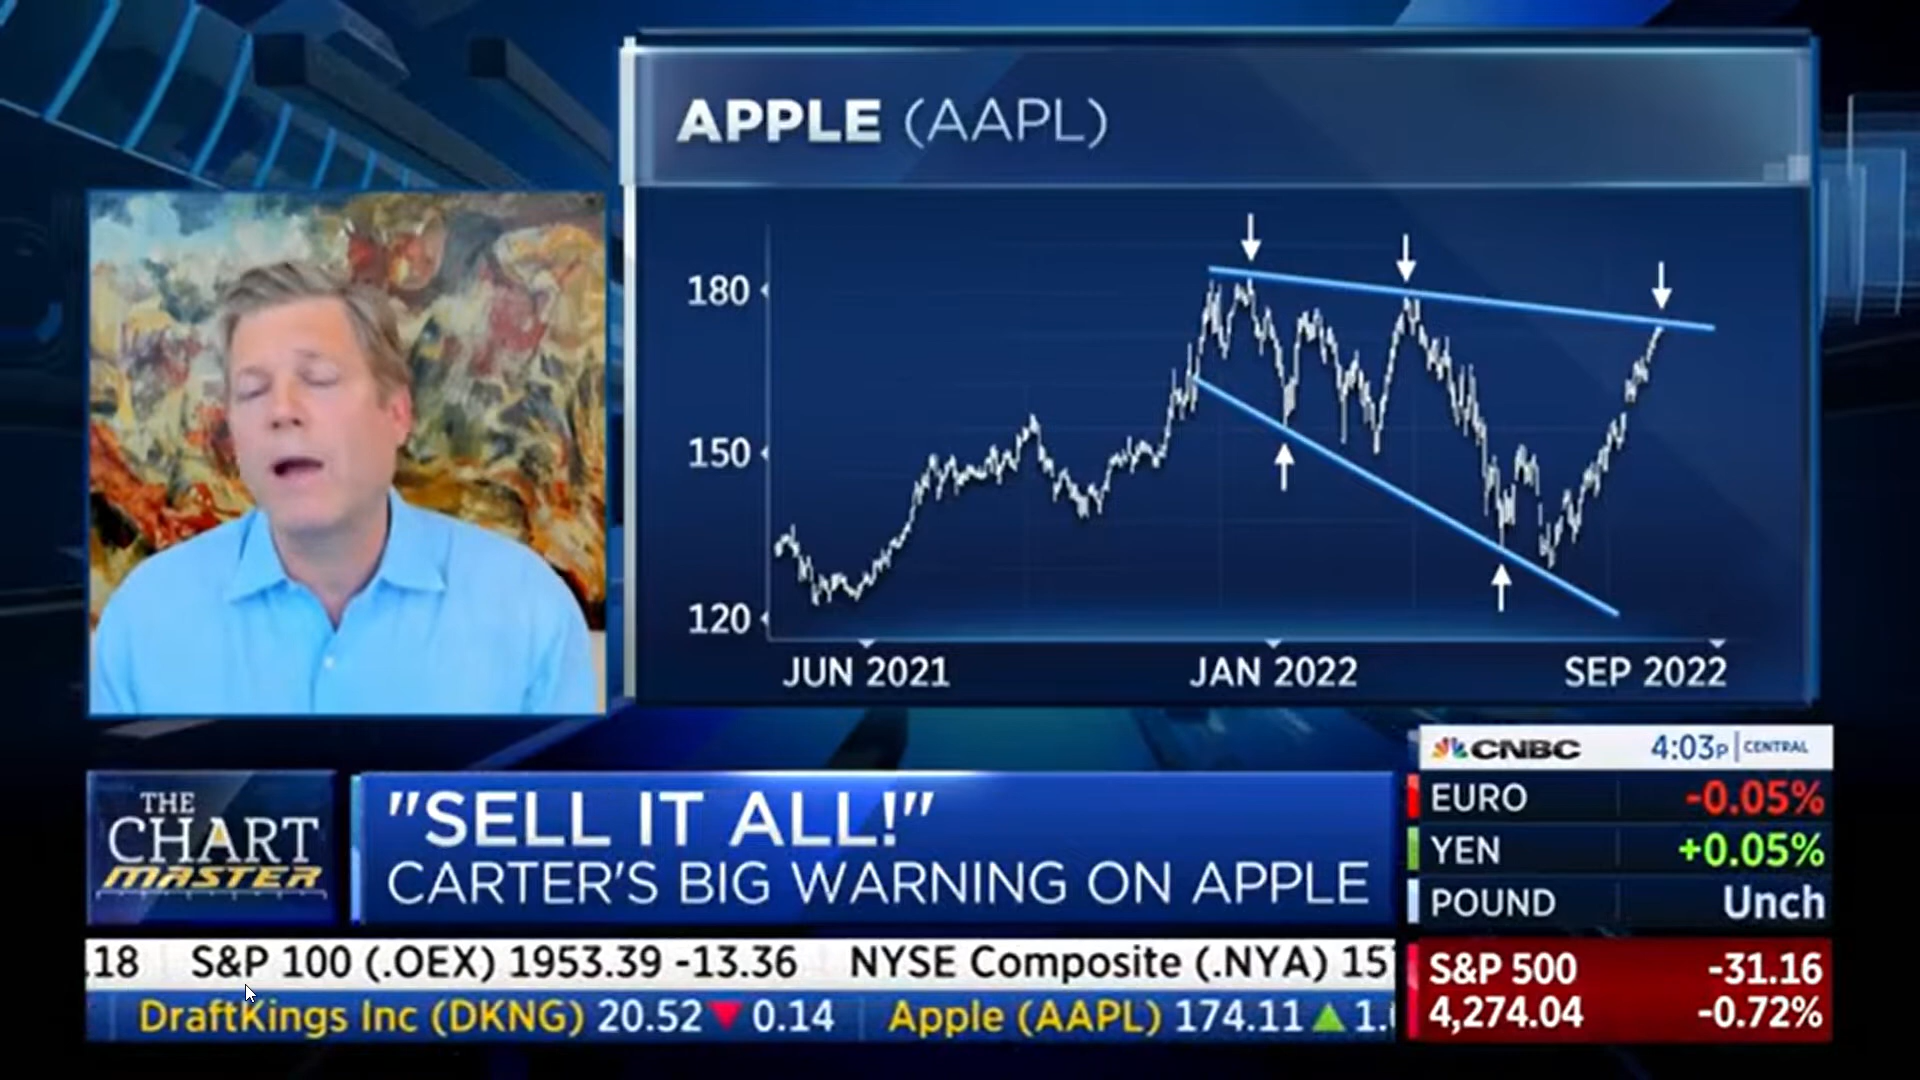 APPLE (AAPL)
180
150
120
JUN 2021
JAN 2022
SEP 2022
THE
CHART
MASTER
"SELL IT ALL!"
CARTER'S BIG WARNING ON APPLE
CNBC 4:03P CENTRAL
EURO -0.05%
YEN +0.05%
POUND Unch
S&P 500 -31.16
4,274.04 -0.72%
.18 S&P 100 (.OEX) 1953.39 -13.36 NYSE Composite (.NYA) 15
DraftKings Inc (DKNG) 20.52 ▼ 0.14 Apple (AAPL) 174.11 ▲ 1.